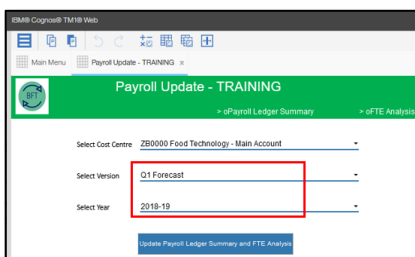 IBM® Cognos® TM1® Web
Main Menu
Payroll Update - TRAINING x
BFT
Payroll Update - TRAINING
> oPayroll Ledger Summary
> oFTE Analysis
Select Cost Centre
ZB0000 Food Technology - Main Account
Select Version
Q1 Forecast
Select Year
2018-19
Update Payroll Ledger Summary and FTE Analysis